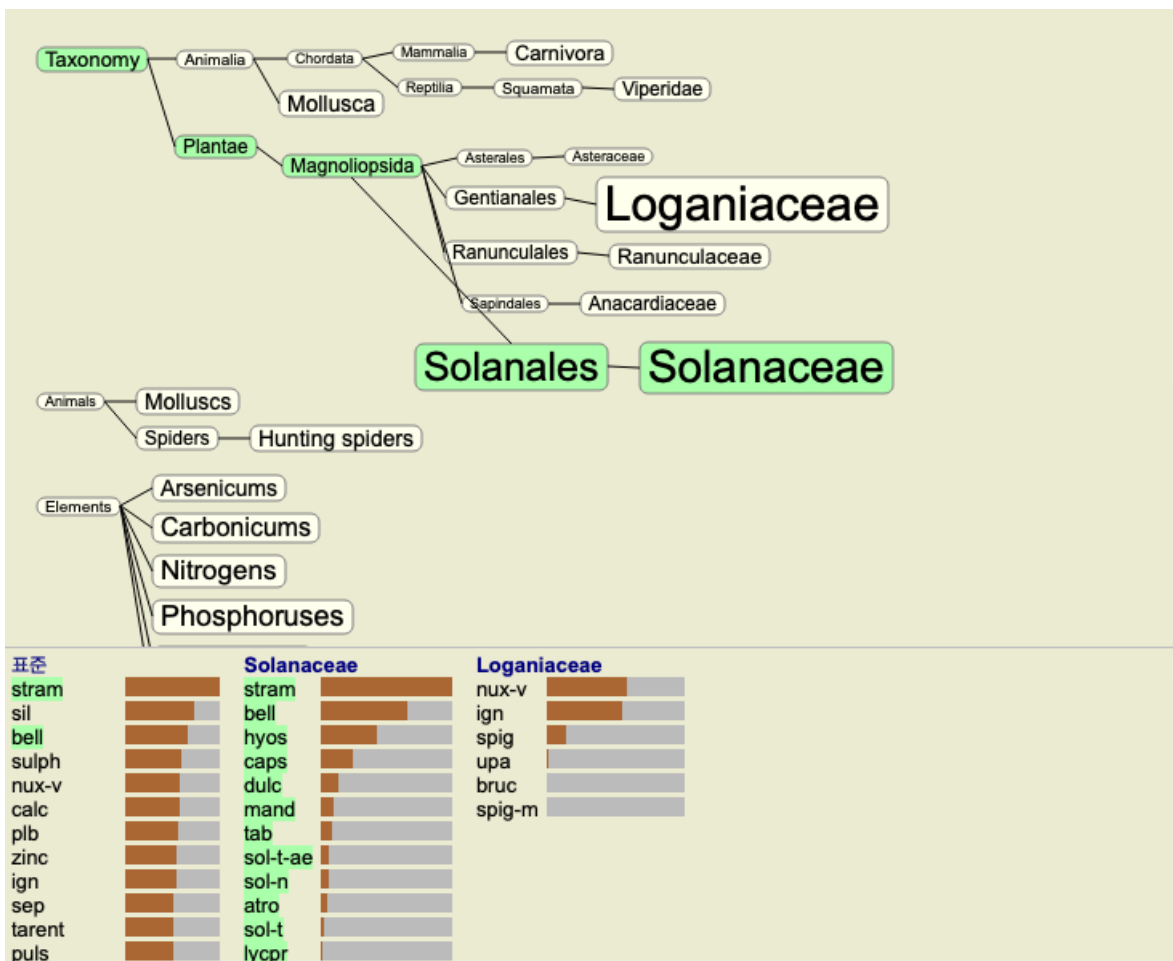 Taxonomy
Animalia
Chordata
Mammalia
Carnivora
Reptilia
Squamata
Viperidae
Mollusca
Plantae
Magnoliopsida
Asterales
Asteraceae
Gentianales
Loganiaceae
Ranunculales
Ranunculaceae
Sapindales
Anacardiaceae
Solanales
Solanaceae
Animals
Molluscs
Spiders
Hunting spiders
Elements
Arsenicums
Carbonicums
Nitrogens
Phosphoruses
표준
stram
sil
bell
sulph
nux-v
calc
plb
zinc
ign
sep
tarent
puls
Solanaceae
stram
bell
hyos
caps
dulc
mand
tab
sol-t-ae
sol-n
atro
sol-t
lycpr
Loganiaceae
nux-v
ign
spig
upa
bruc
spig-m